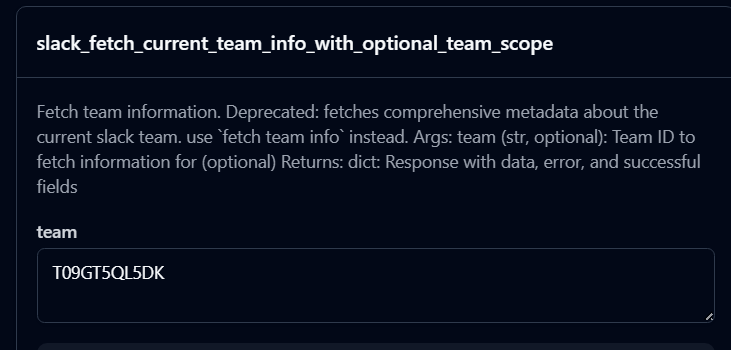 slack_fetch_current_team_info_with_optional_team_scope
Fetch team information. Deprecated: fetches comprehensive metadata about the
current slack team. use `fetch team info` instead. Args: team (str, optional): Team ID to
fetch information for (optional) Returns: dict: Response with data, error, and successful
fields
team
T09GT5QL5DK